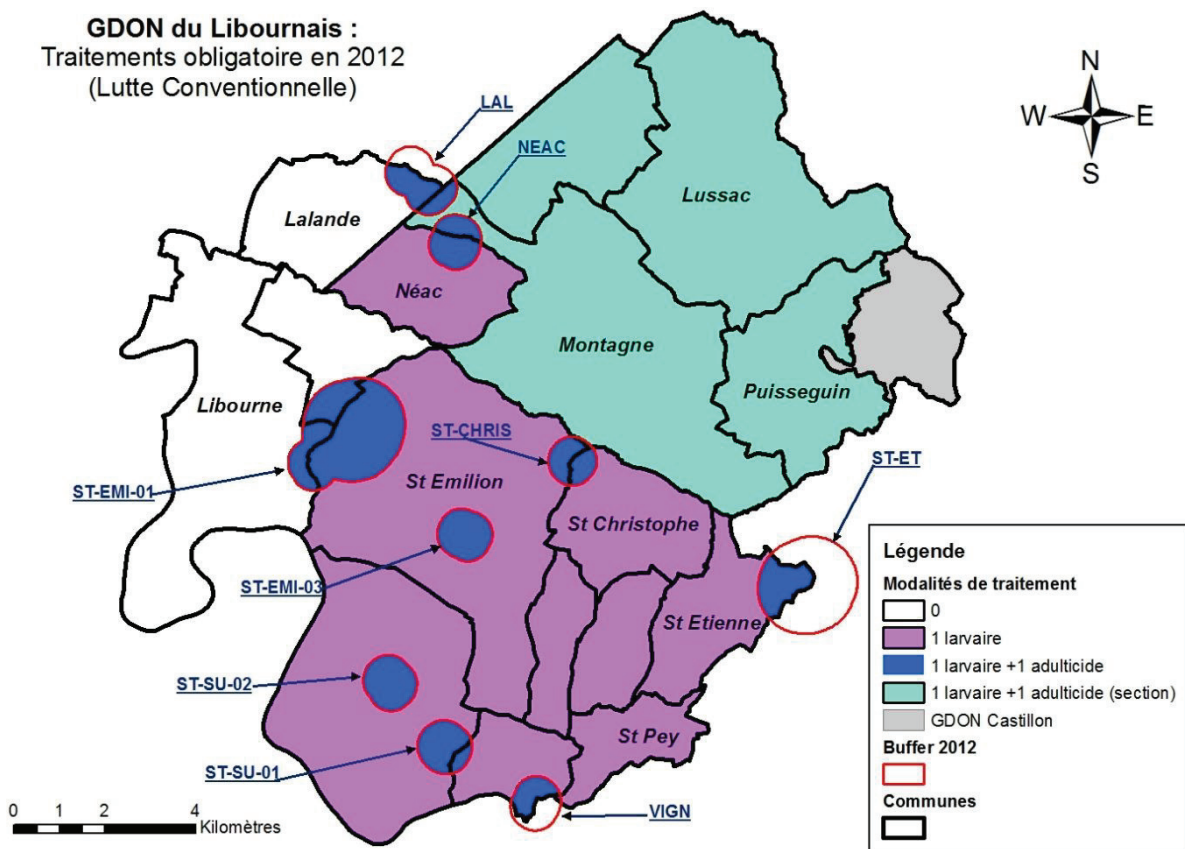 GDON du Libournais :
Traitements obligatoire en 2012
(Lutte Conventionnelle)
N
W E
S
LAL
NEAC
Lussac
Lalande
Néac
Montagne
Puisseguin
Libourne
ST-CHRIS
ST-ET
St Emilion
ST-EMI-01
St Christophe
ST-EMI-03
St Etienne
ST-SU-02
St Pey
ST-SU-01
VIGN
0 1 2 4
Kilomètres
Légende
Modalités de traitement
0
1 larvaire
1 larvaire +1 adulticide
1 larvaire +1 adulticide (section)
GDON Castillon
Buffer 2012
Communes